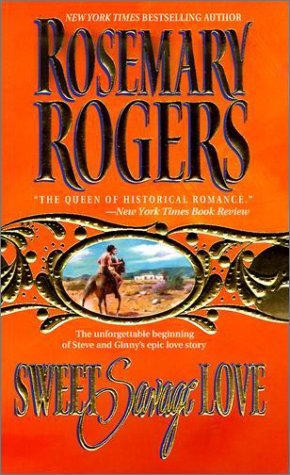 NEW YORK TIMES BESTSELLING AUTHOR
ROSEMARY
ROGERS
"THE QUEEN OF HISTORICAL ROMANCE."
—New York Times Book Review
The unforgettable beginning
of Steve and Ginny's epic love story
SWEET Savage LOVE